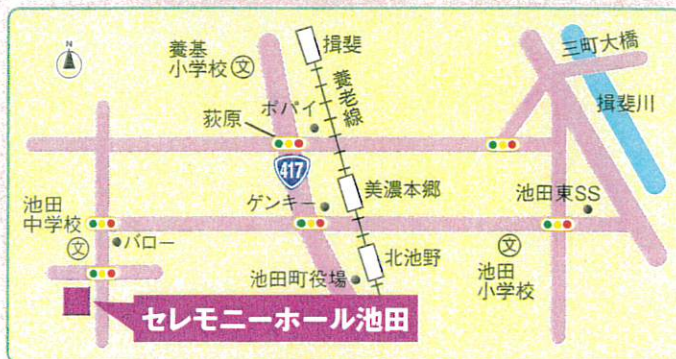 N
養基
小学校
文
揖斐
養老線
ポパイ
荻原
三町大橋
揖斐川
417
美濃本郷
ゲンキー
池田東SS
池田
中学校
文
バロー
北池野
文
池田
小学校
池田町役場
セレモニーホール池田